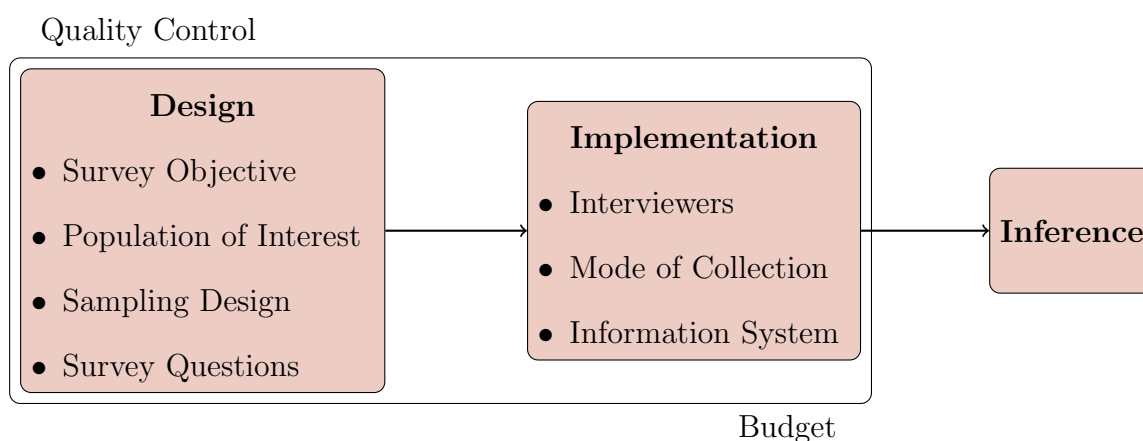 Quality Control
Design
• Survey Objective
• Population of Interest
• Sampling Design
• Survey Questions
Implementation
• Interviewers
• Mode of Collection
• Information System
Inference
Budget